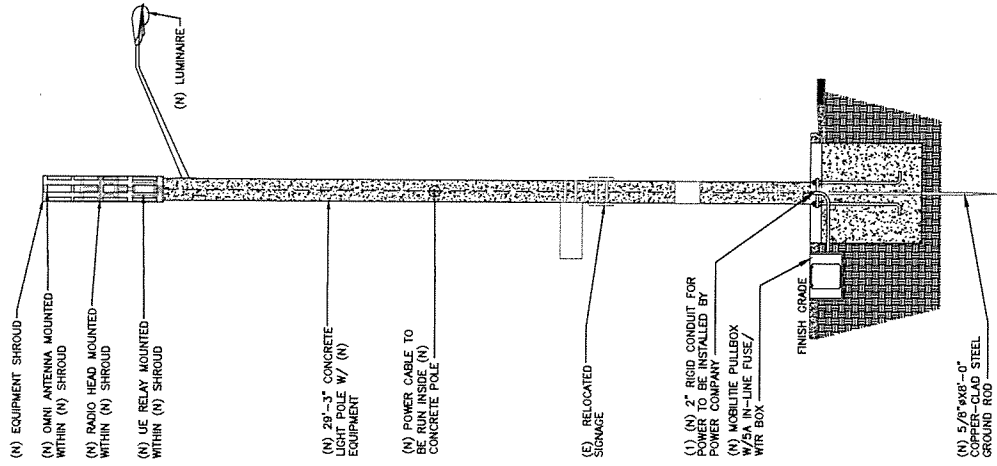 (N) EQUIPMENT SHROUD
(N) OMNI ANTENNA MOUNTED
WITHIN (N) SHROUD
(N) RADIO HEAD MOUNTED
WITHIN (N) SHROUD
(N) UE RELAY MOUNTED
WITHIN (N) SHROUD
(N) LUMINAIRE
(N) 29'-3" CONCRETE
LIGHT POLE W/ (N)
EQUIPMENT
(N) POWER CABLE TO
BE RUN INSIDE (N)
CONCRETE POLE
(E) RELOCATED
SIGNAGE
(1) (N) 2" RIGID CONDUIT FOR
POWER TO BE INSTALLED BY
POWER COMPANY
(N) MOBILITIE PULLBOX
W/5A IN-LINE FUSE/
WTR BOX
FINISH GRADE
(N) 5/8"øX8'-0"
COPPER-CLAD STEEL
GROUND ROD